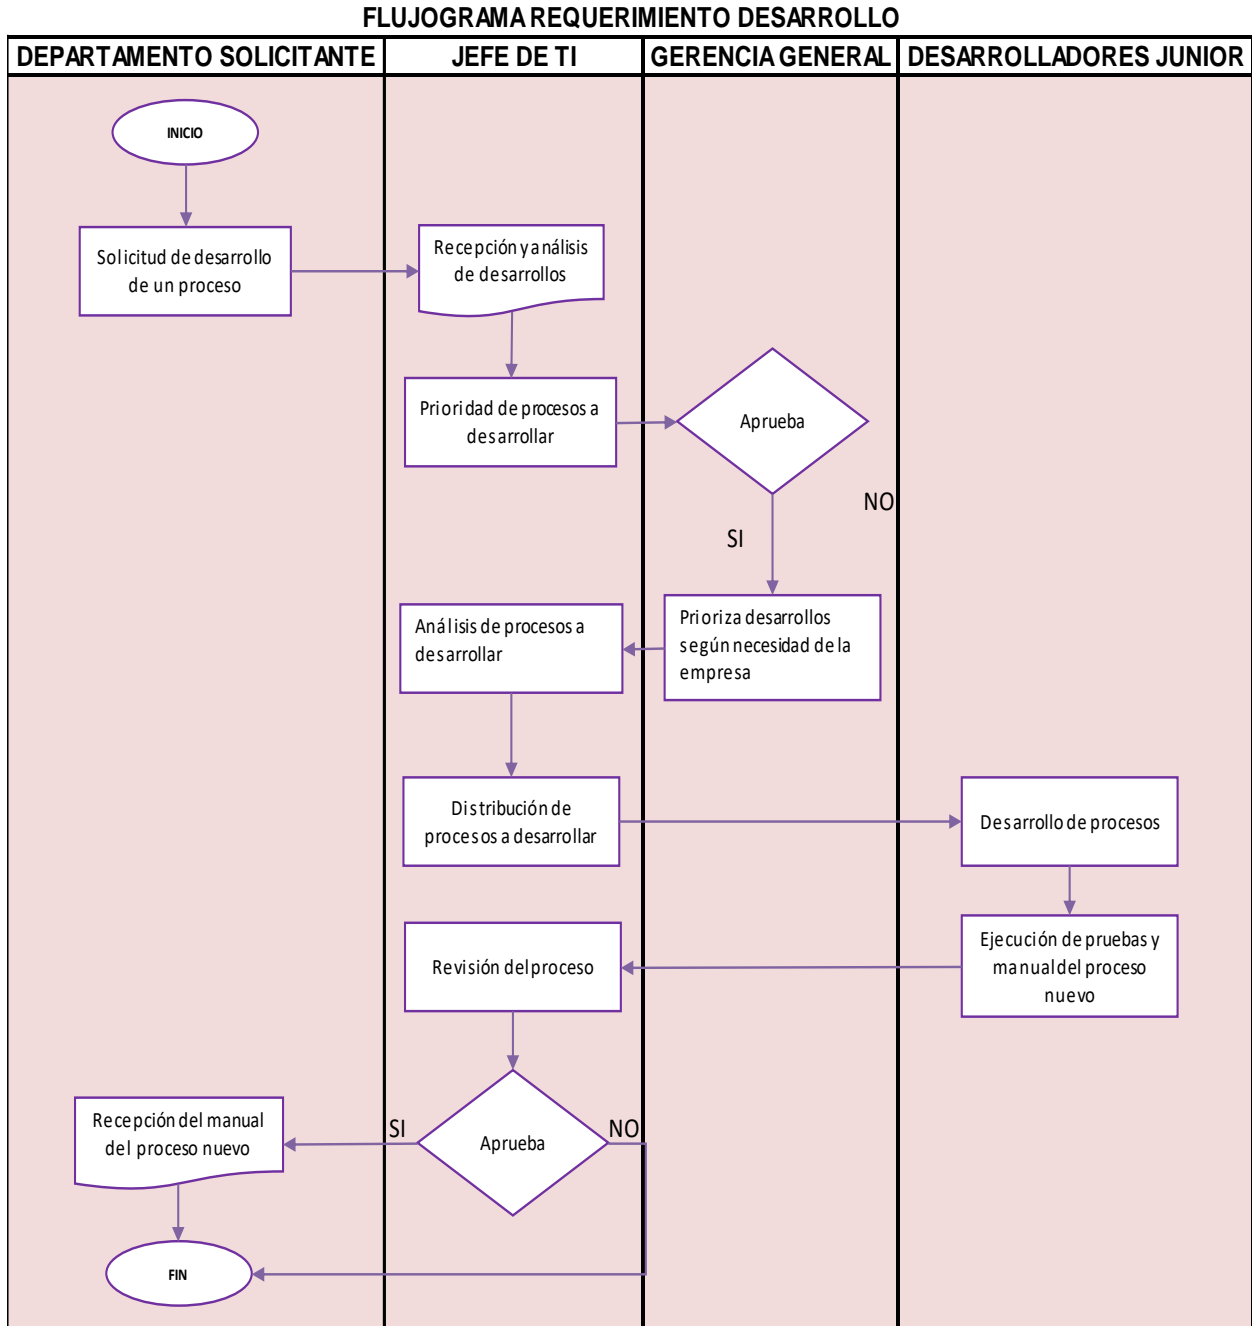 FLUJOGRAMA REQUERIMIENTO DESARROLLO
DEPARTAMENTO SOLICITANTE
JEFE DE TI
GERENCIA GENERAL
DESARROLLADORES JUNIOR
INICIO
Solicitud de desarrollo
de un proceso
Recepción y análisis
de desarrollos
Prioridad de procesos a
desarrollar
Aprueba
NO
SI
Prioriza desarrollos
según necesidad de la
empresa
Análisis de procesos a
desarrollar
Distribución de
procesos a desarrollar
Desarrollo de procesos
Ejecución de pruebas y
manual del proceso
nuevo
Revisión del proceso
Aprueba
SI
NO
Recepción del manual
del proceso nuevo
FIN